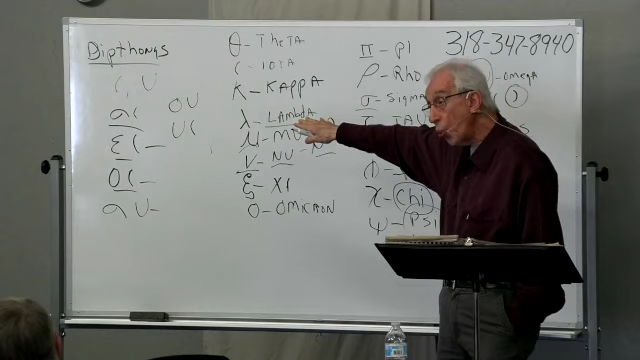 Dipthongs
ι, υ
αι ου
ει - υι
οι -
αυ -
θ - THeTA
ι - IOTA
κ - KAPPA
λ - LAMbdA
μ - MU
ν - NU
ξ - XI
ο - OMICRON
π - PI
ρ - Rho
σ - SIGMA
χ - Chi
ψ - PSI
318-347-8940
OMEGA